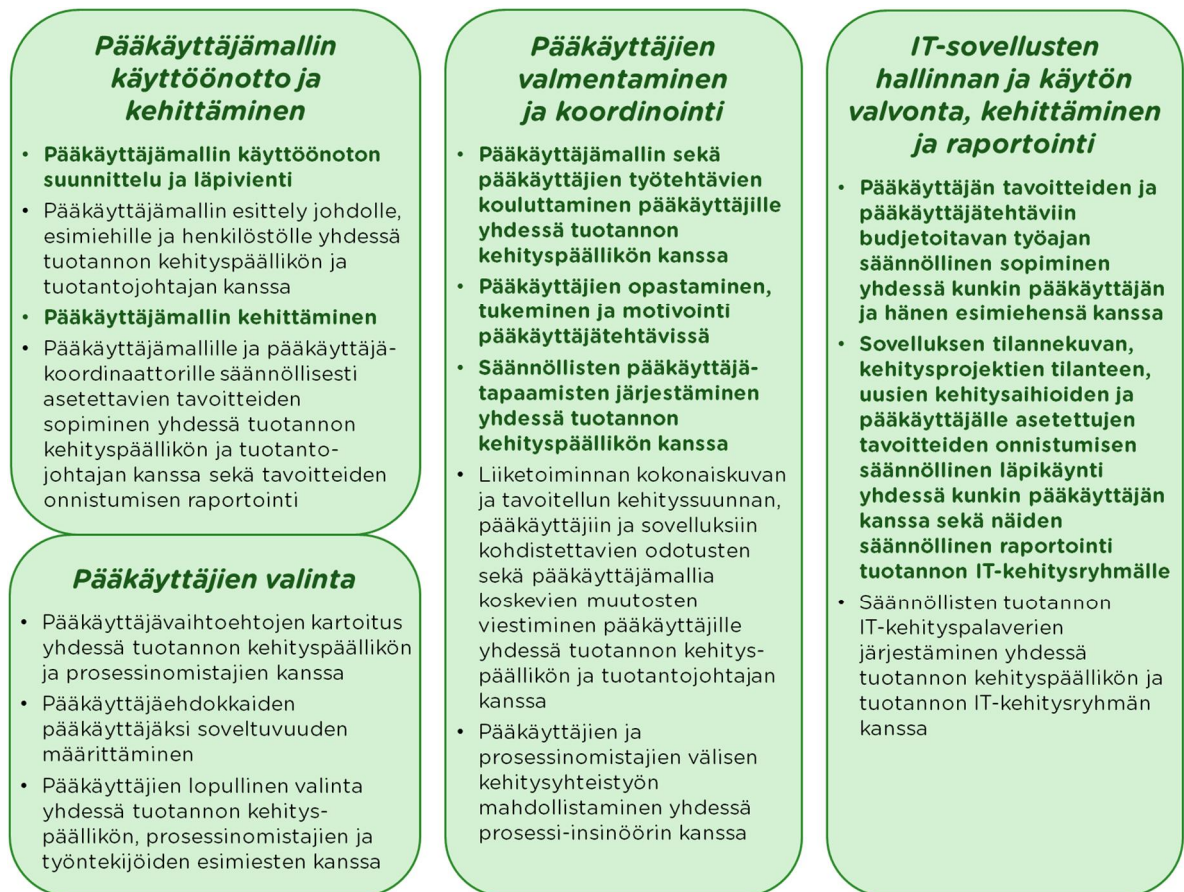 Pääkäyttäjämallin
käyttöönotto ja
kehittäminen
• Pääkäyttäjämallin käyttöönoton
suunnittelu ja läpivienti
• Pääkäyttäjämallin esittely johdolle,
esimiehille ja henkilöstölle yhdessä
tuotannon kehityspäällikön ja
tuotantojohtajan kanssa
• Pääkäyttäjämallin kehittäminen
• Pääkäyttäjämallille ja pääkäyttäjä-
koordinaattorille säännöllisesti
asetettavien tavoitteiden
sopiminen yhdessä tuotannon
kehityspäällikön ja tuotanto-
johtajan kanssa sekä tavoitteiden
onnistumisen raportointi
Pääkäyttäjien valinta
• Pääkäyttäjävaihtoehtojen kartoitus
yhdessä tuotannon kehityspäällikön
ja prosessinomistajien kanssa
• Pääkäyttäjäehdokkaiden
pääkäyttäjäksi soveltuvuuden
määrittäminen
• Pääkäyttäjien lopullinen valinta
yhdessä tuotannon kehitys-
päällikön, prosessinomistajien ja
työntekijöiden esimiesten kanssa
Pääkäyttäjien
valmentaminen
ja koordinointi
• Pääkäyttäjämallin sekä
pääkäyttäjien työtehtävien
kouluttaminen pääkäyttäjille
yhdessä tuotannon
kehityspäällikön kanssa
• Pääkäyttäjien opastaminen,
tukeminen ja motivointi
pääkäyttäjätehtävissä
• Säännöllisten pääkäyttäjä-
tapaamisten järjestäminen
yhdessä tuotannon
kehityspäällikön kanssa
• Liiketoiminnan kokonaiskuvan
ja tavoitellun kehityssuunnan,
pääkäyttäjiin ja sovelluksiin
kohdistettavien odotusten
sekä pääkäyttäjämallia
koskevien muutosten
viestiminen pääkäyttäjille
yhdessä tuotannon kehitys-
päällikön ja tuotantojohtajan
kanssa
• Pääkäyttäjien ja
prosessinomistajien välisen
kehitysyhteistyön
mahdollistaminen yhdessä
prosessi-insinöörin kanssa
IT-sovellusten
hallinnan ja käytön
valvonta, kehittäminen
ja raportointi
• Pääkäyttäjän tavoitteiden ja
pääkäyttäjätehtäviin
budjetoitavan työajan
säännöllinen sopiminen
yhdessä kunkin pääkäyttäjän
ja hänen esimiehensä kanssa
• Sovelluksen tilannekuvan,
kehitysprojektien tilanteen,
uusien kehitysaihioiden ja
pääkäyttäjälle asetettujen
tavoitteiden onnistumisen
säännöllinen läpikäynti
yhdessä kunkin pääkäyttäjän
kanssa sekä näiden
säännöllinen raportointi
tuotannon IT-kehitysryhmälle
• Säännöllisten tuotannon
IT-kehityspalaverien
järjestäminen yhdessä
tuotannon kehityspäällikön ja
tuotannon IT-kehitysryhmän
kanssa